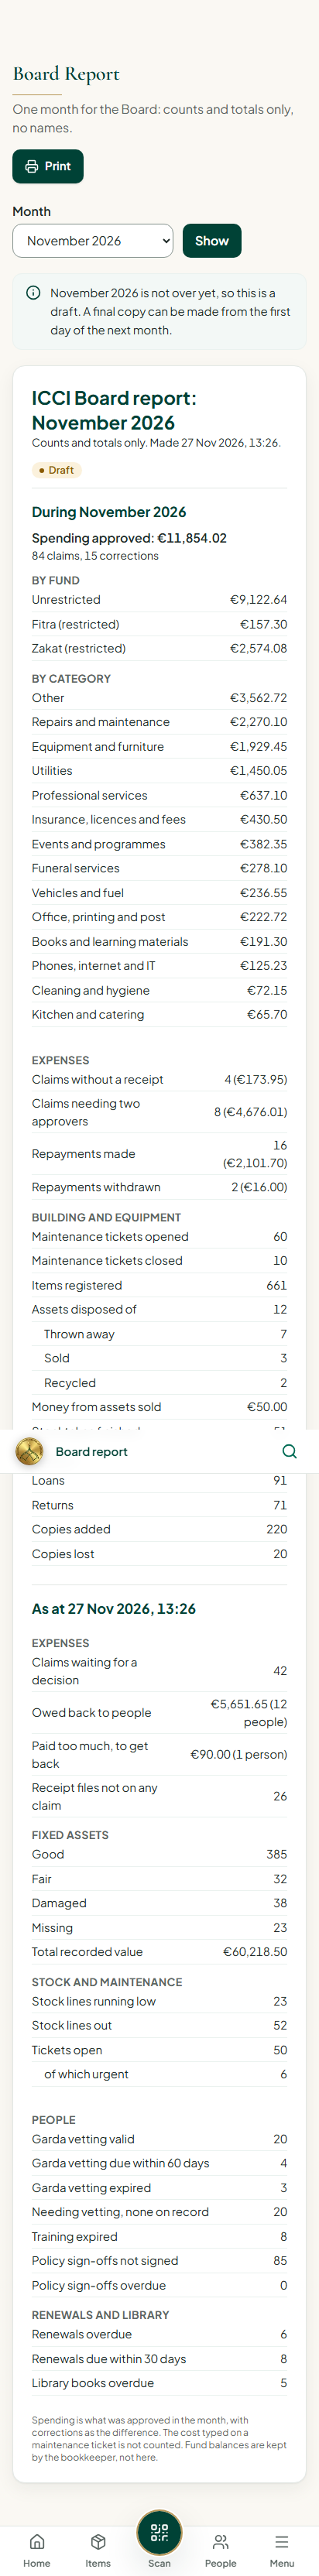 Board Report
One month for the Board: counts and totals only,
no names.
Print
Month
November 2026
Show
November 2026 is not over yet, so this is a
draft. A final copy can be made from the first
day of the next month.
ICCI Board report:
November 2026
Counts and totals only. Made 27 Nov 2026, 13:26.
Draft
During November 2026
Spending approved: €11,854.02
84 claims, 15 corrections
BY FUND
Unrestricted €9,122.64
Fitra (restricted) €157.30
Zakat (restricted) €2,574.08
BY CATEGORY
Other €3,562.72
Repairs and maintenance €2,270.10
Equipment and furniture €1,929.45
Utilities €1,450.05
Professional services €637.10
Insurance, licences and fees €430.50
Events and programmes €382.35
Funeral services €278.10
Vehicles and fuel €236.55
Office, printing and post €222.72
Books and learning materials €191.30
Phones, internet and IT €125.23
Cleaning and hygiene €72.15
Kitchen and catering €65.70
EXPENSES
Claims without a receipt 4 (€173.95)
Claims needing two
approvers 8 (€4,676.01)
Repayments made 16
(€2,101.70)
Repayments withdrawn 2 (€16.00)
BUILDING AND EQUIPMENT
Maintenance tickets opened 60
Maintenance tickets closed 10
Items registered 661
Assets disposed of 12
Thrown away 7
Sold 3
Recycled 2
Money from assets sold €50.00
Board report
Loans 91
Returns 71
Copies added 220
Copies lost 20
As at 27 Nov 2026, 13:26
EXPENSES
Claims waiting for a
decision 42
Owed back to people €5,651.65 (12
people)
Paid too much, to get
back €90.00 (1 person)
Receipt files not on any
claim 26
FIXED ASSETS
Good 385
Fair 32
Damaged 38
Missing 23
Total recorded value €60,218.50
STOCK AND MAINTENANCE
Stock lines running low 23
Stock lines out 52
Tickets open 50
of which urgent 6
PEOPLE
Garda vetting valid 20
Garda vetting due within 60 days 4
Garda vetting expired 3
Needing vetting, none on record 20
Training expired 8
Policy sign-offs not signed 85
Policy sign-offs overdue 0
RENEWALS AND LIBRARY
Renewals overdue 6
Renewals due within 30 days 8
Library books overdue 5
Spending is what was approved in the month, with
corrections as the difference. The cost typed on a
maintenance ticket is not counted. Fund balances are kept
by the bookkeeper, not here.
Home Items Scan People Menu